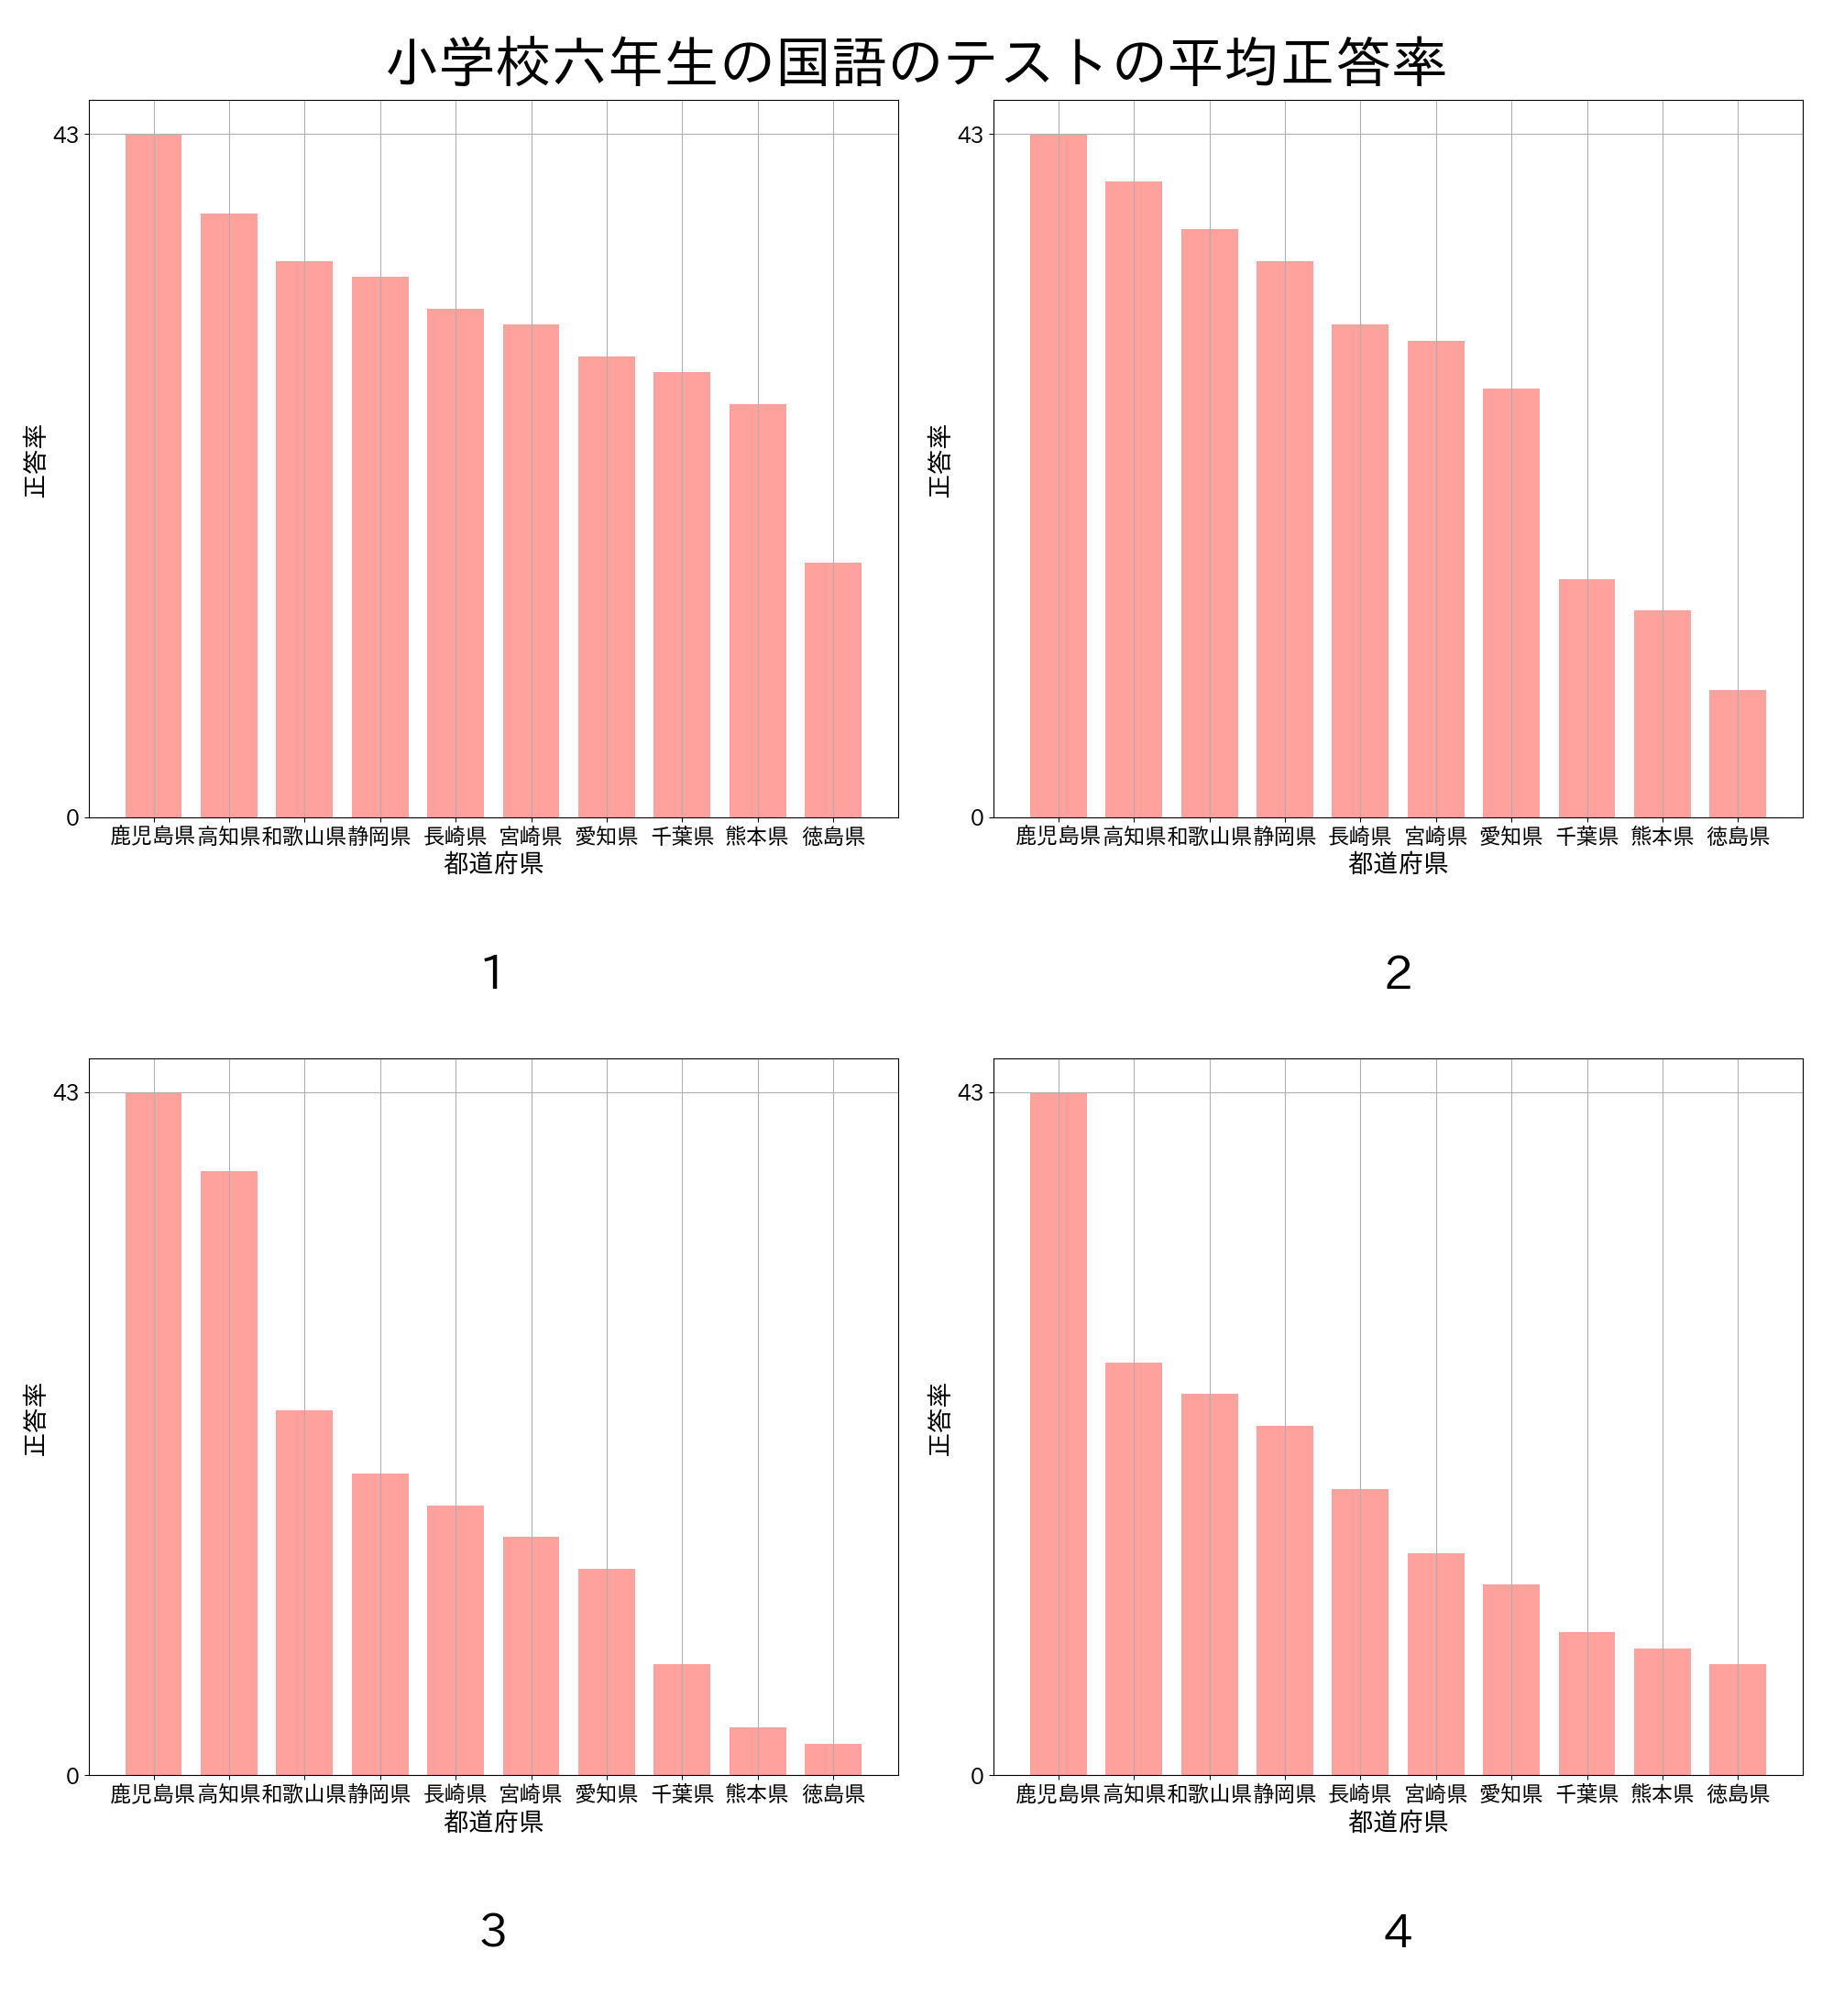 小学校六年生の国語のテストの平均正答率
43
0
正答率
鹿児島県 高知県 和歌山県 静岡県 長崎県 宮崎県 愛知県 千葉県 熊本県 徳島県
都道府県
1
43
0
正答率
鹿児島県 高知県 和歌山県 静岡県 長崎県 宮崎県 愛知県 千葉県 熊本県 徳島県
都道府県
2
43
0
正答率
鹿児島県 高知県 和歌山県 静岡県 長崎県 宮崎県 愛知県 千葉県 熊本県 徳島県
都道府県
3
43
0
正答率
鹿児島県 高知県 和歌山県 静岡県 長崎県 宮崎県 愛知県 千葉県 熊本県 徳島県
都道府県
4